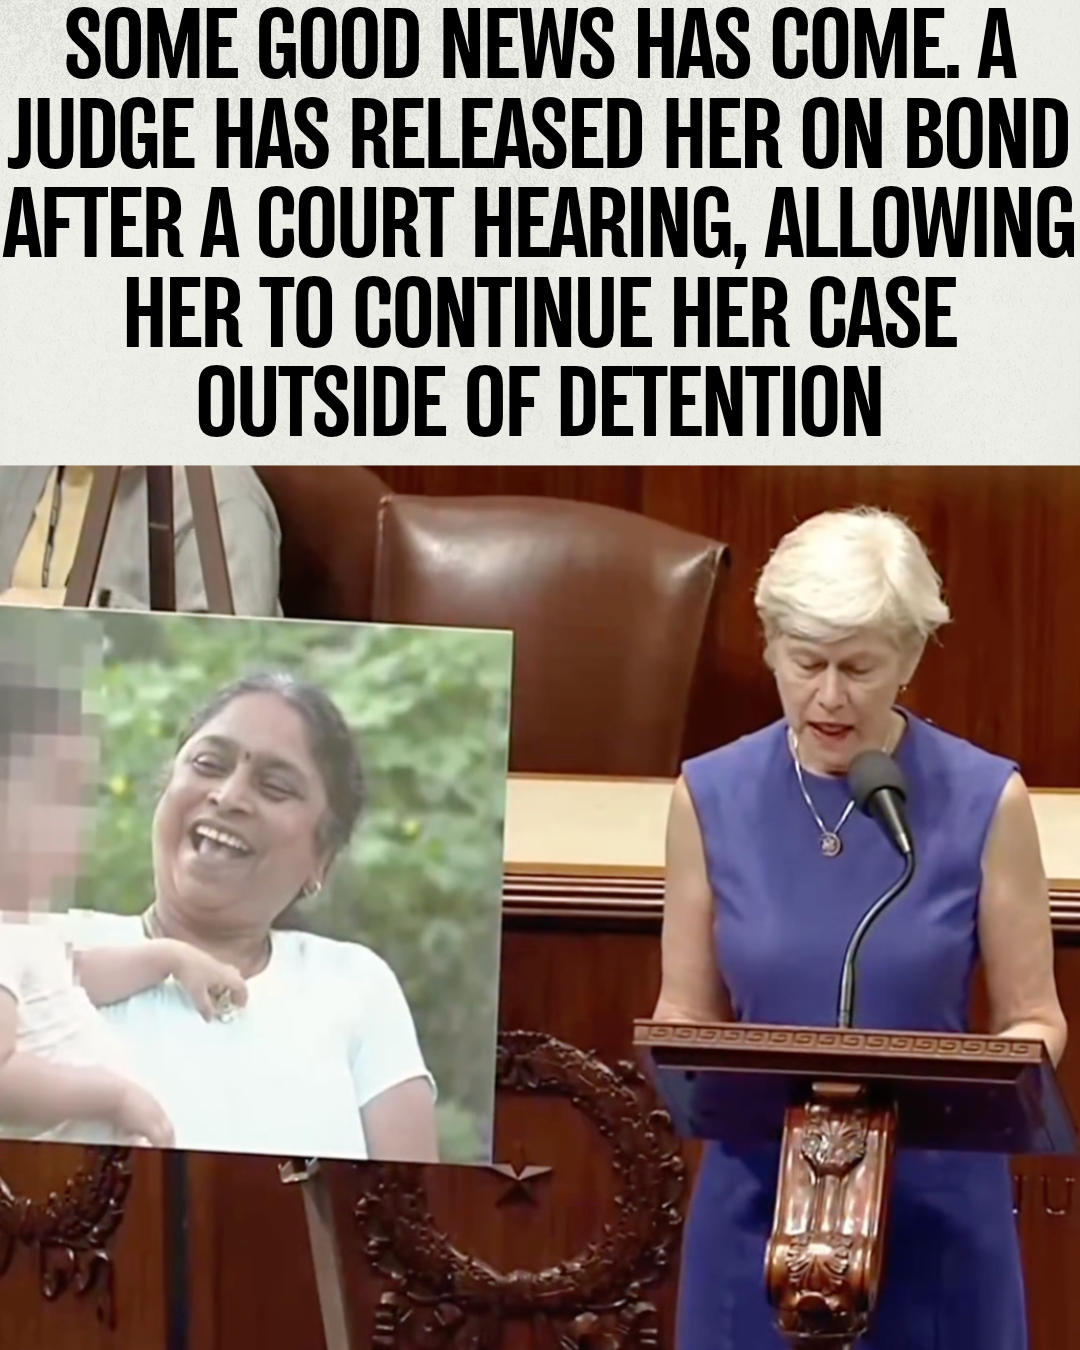 SOME GOOD NEWS HAS COME. A
JUDGE HAS RELEASED HER ON BOND
AFTER A COURT HEARING, ALLOWING
HER TO CONTINUE HER CASE
OUTSIDE OF DETENTION